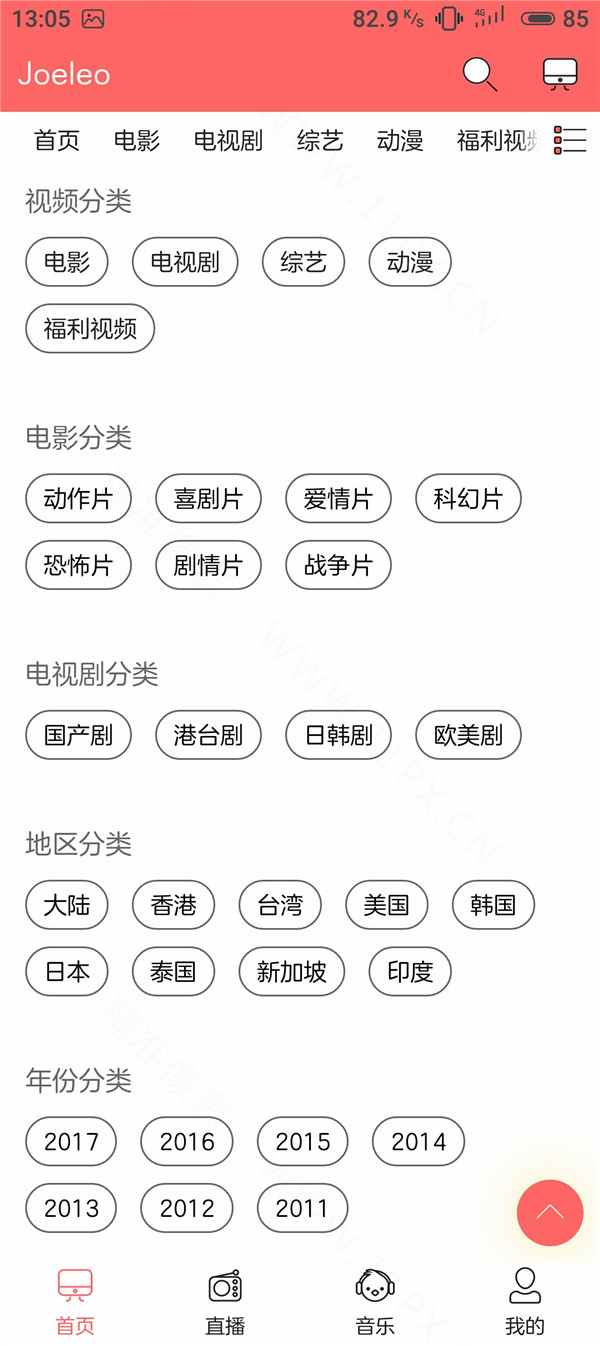 13:05 82.9 K/s 4G 85
Joeleo
首页 电影 电视剧 综艺 动漫 福利视频
视频分类
电影 电视剧 综艺 动漫
福利视频
电影分类
动作片 喜剧片 爱情片 科幻片
恐怖片 剧情片 战争片
电视剧分类
国产剧 港台剧 日韩剧 欧美剧
地区分类
大陆 香港 台湾 美国 韩国
日本 泰国 新加坡 印度
年份分类
2017 2016 2015 2014
2013 2012 2011
首页 直播 音乐 我的